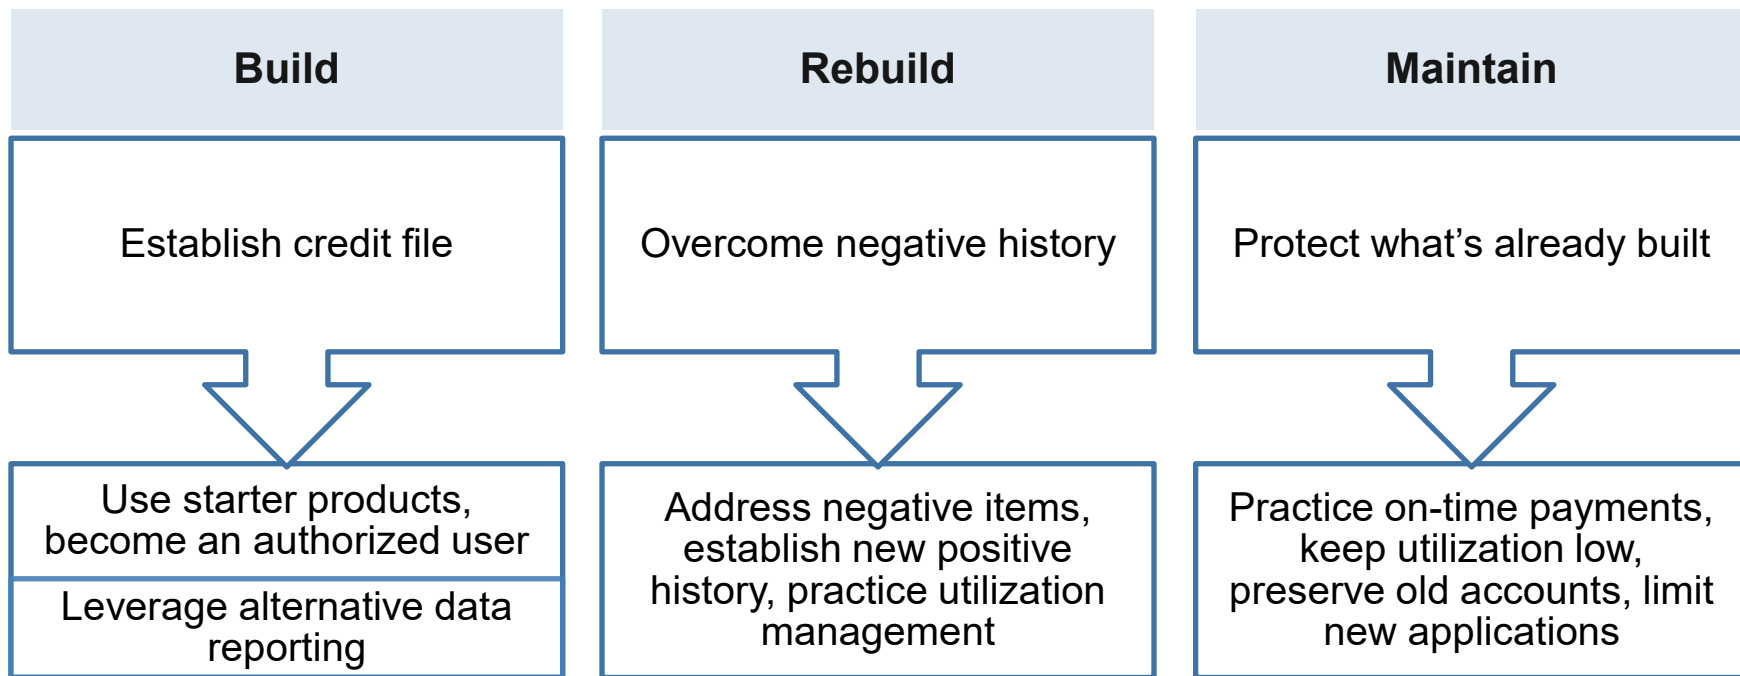 Build
Establish credit file
Use starter products,
become an authorized user
Leverage alternative data
reporting
Rebuild
Overcome negative history
Address negative items,
establish new positive
history, practice utilization
management
Maintain
Protect what’s already built
Practice on-time payments,
keep utilization low,
preserve old accounts, limit
new applications